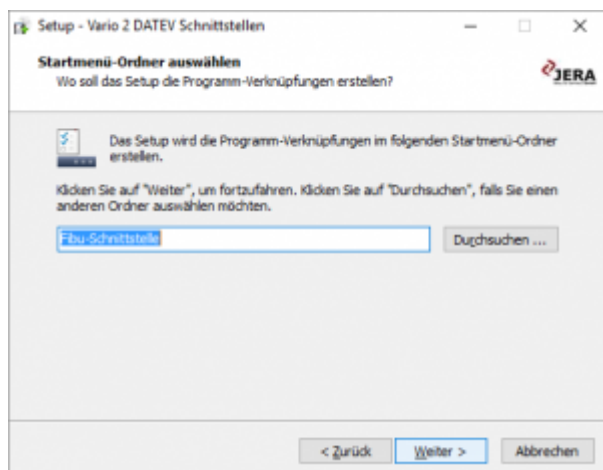 Setup - Vario 2 DATEV Schnittstellen
Startmenü-Ordner auswählen
Wo soll das Setup die Programm-Verknüpfungen erstellen?
JERA
Das Setup wird die Programm-Verknüpfungen im folgenden Startmenü-Ordner
erstellen.
Klicken Sie auf "Weiter", um fortzufahren. Klicken Sie auf "Durchsuchen", falls Sie einen
anderen Ordner auswählen möchten.
Fibu-Schnittstelle
Durchsuchen ...
< Zurück
Weiter >
Abbrechen